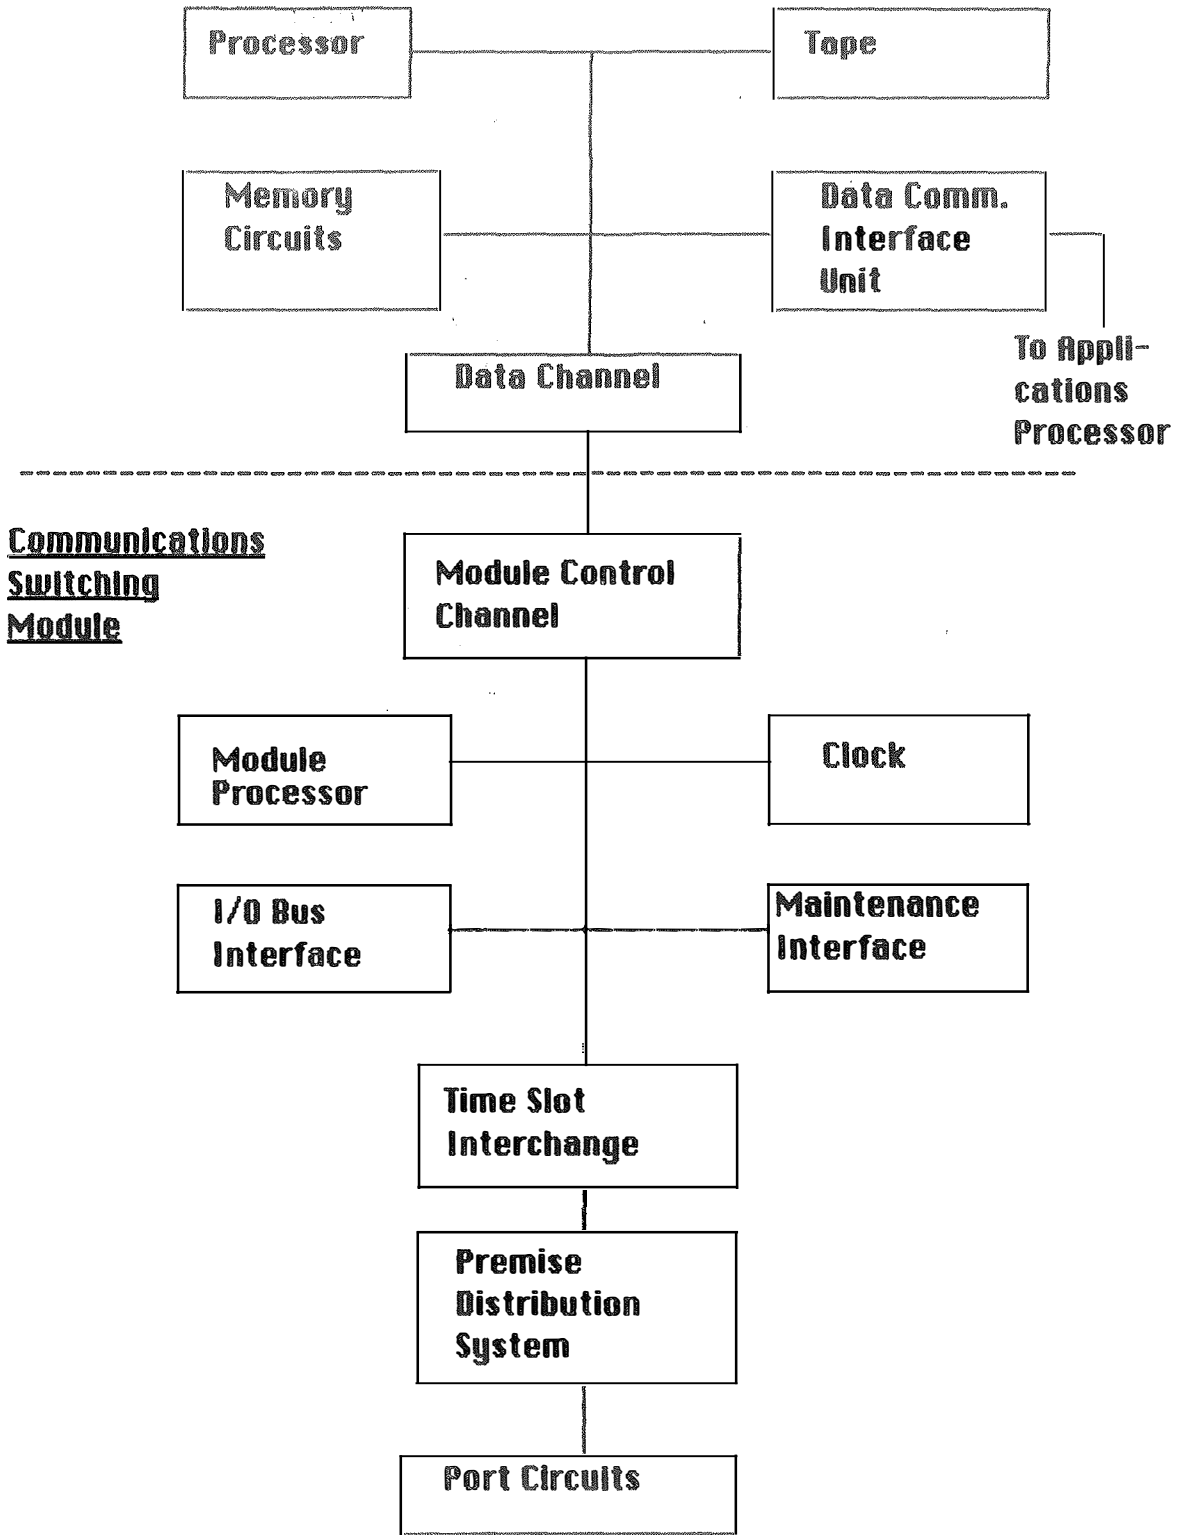 Processor
Tape
Memory
Circuits
Data Comm.
Interface
Unit
To Appli-
cations
Processor
Data Channel
Communications
Switching
Module
Module Control
Channel
Module
Processor
Clock
I/O Bus
Interface
Maintenance
Interface
Time Slot
Interchange
Premise
Distribution
System
Port Circuits